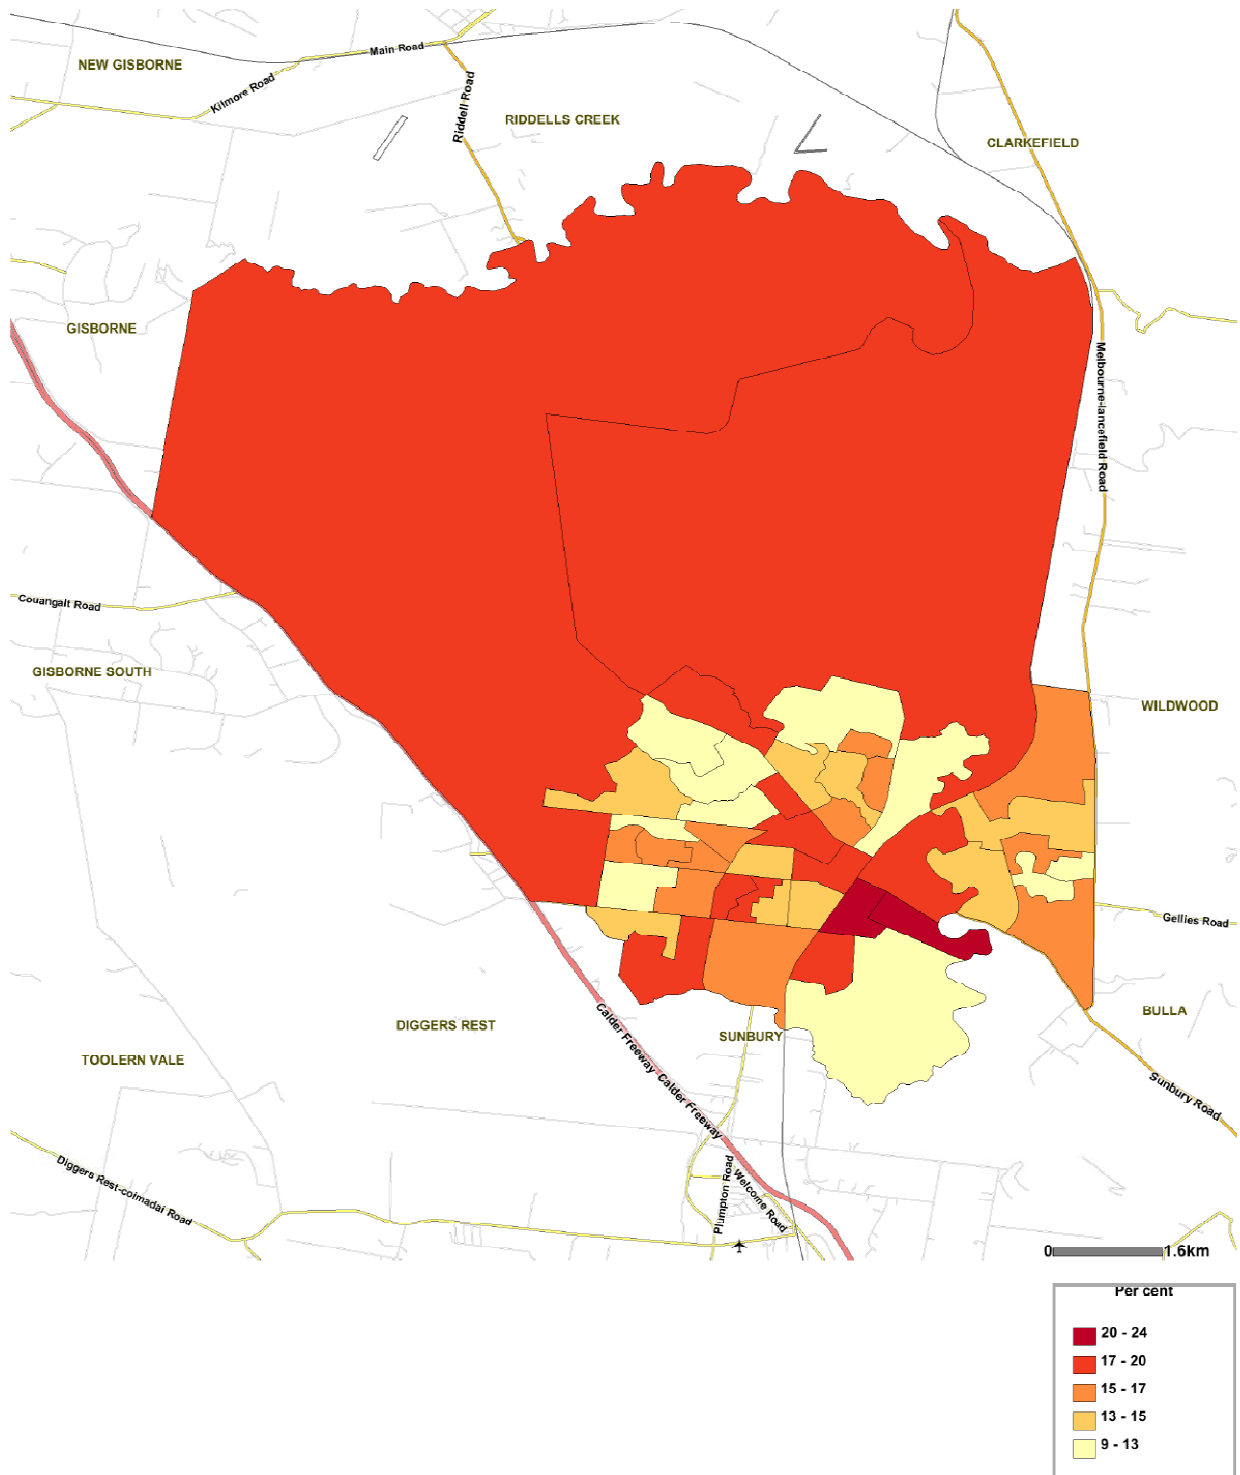 Main Road
NEW GISBORNE
Kilmore Road
Riddell Road
RIDDELLS CREEK
CLARKEFIELD
GISBORNE
Melbourne-lancefield Road
Couangalt Road
GISBORNE SOUTH
WILDWOOD
Gellies Road
BULLA
DIGGERS REST
Calder Freeway
SUNBURY
TOOLERN VALE
Calder Freeway
Sunbury Road
Diggers Rest-coimadai Road
Plumpton Road
Welcome Road
0 1.6km
Per cent
20 - 24
17 - 20
15 - 17
13 - 15
9 - 13